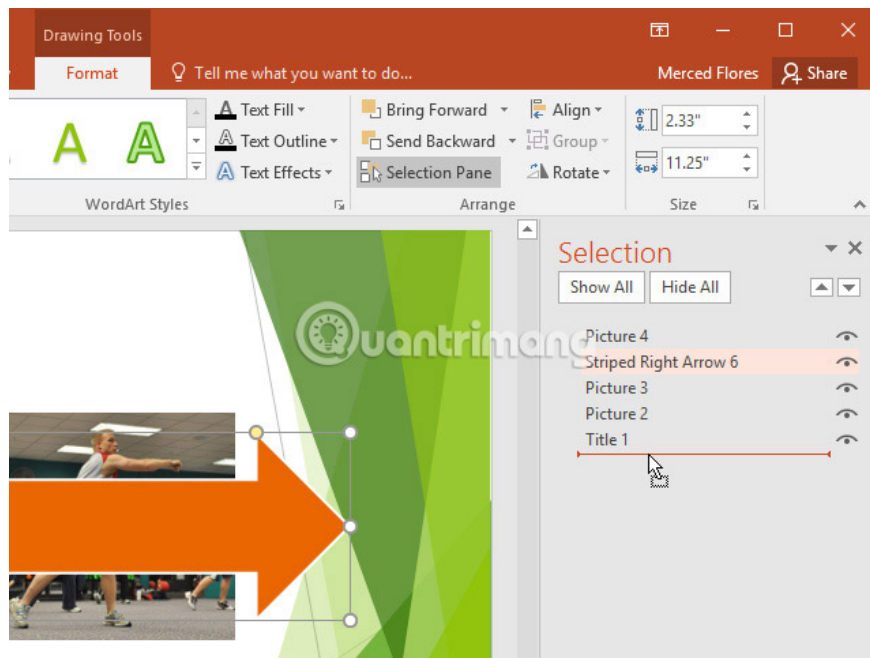 Drawing Tools
Format
Tell me what you want to do...
Merced Flores
Share
A Text Fill
Bring Forward
Align
2.33"
A A
A Text Outline
Send Backward
Group
A Text Effects
Selection Pane
Rotate
11.25"
WordArt Styles
Arrange
Size
Selection
Show All
Hide All
Quantrimang
Picture 4
Striped Right Arrow 6
Picture 3
Picture 2
Title 1